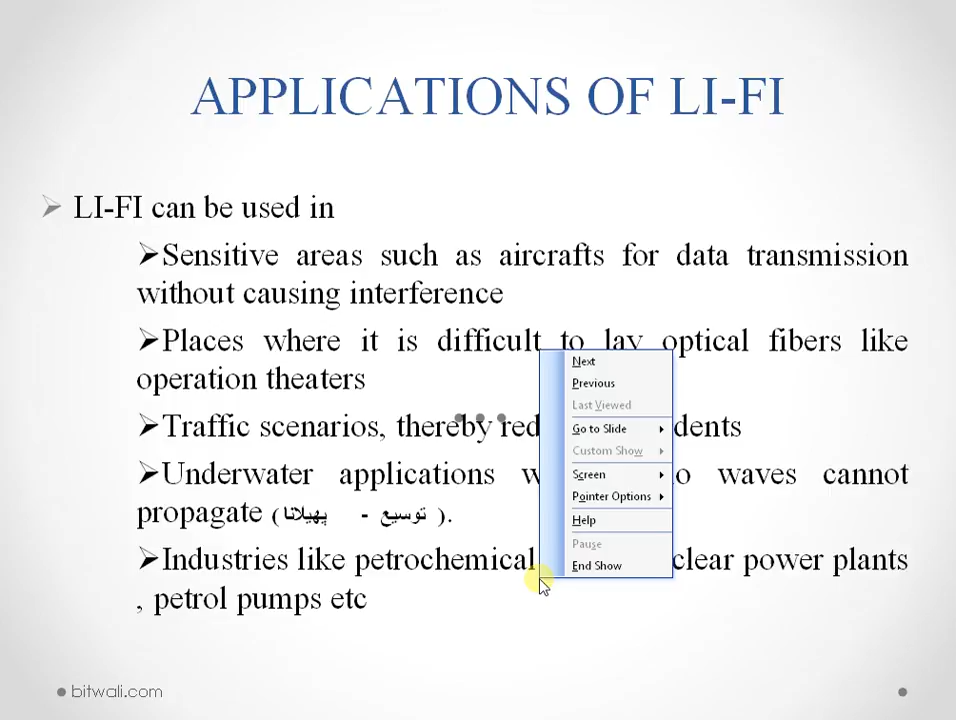 APPLICATIONS OF LI-FI
LI-FI can be used in
Sensitive areas such as aircrafts for data transmission
without causing interference
Places where it is difficult to lay optical fibers like
operation theaters
Traffic scenarios, thereby red dents
Underwater applications w o waves cannot
propagate (توسیع - پھیلانا).
Industries like petrochemical clear power plants
, petrol pumps etc
Next
Previous
Last Viewed
Go to Slide
Custom Show
Screen
Pointer Options
Help
Pause
End Show
bitwali.com